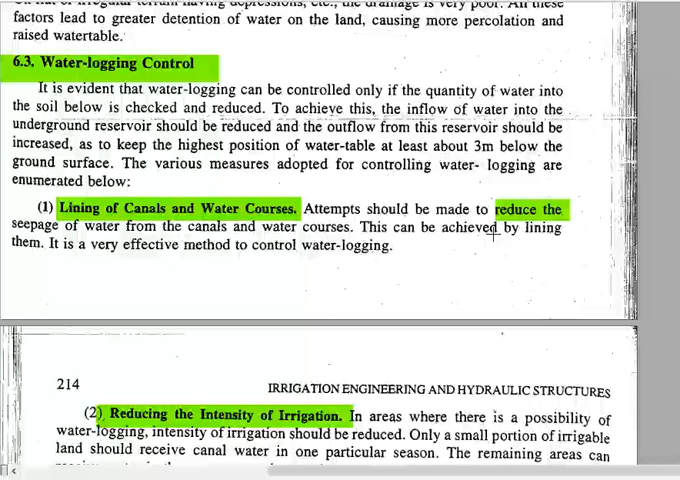 factors lead to greater detention of water on the land, causing more percolation and
raised watertable.
6.3. Water-logging Control
It is evident that water-logging can be controlled only if the quantity of water into
the soil below is checked and reduced. To achieve this, the inflow of water into the
underground reservoir should be reduced and the outflow from this reservoir should be
increased, as to keep the highest position of water-table at least about 3m below the
ground surface. The various measures adopted for controlling water- logging are
enumerated below:
(1) Lining of Canals and Water Courses. Attempts should be made to reduce the
seepage of water from the canals and water courses. This can be achieved by lining
them. It is a very effective method to control water-logging.
214
IRRIGATION ENGINEERING AND HYDRAULIC STRUCTURES
(2) Reducing the Intensity of Irrigation. In areas where there is a possibility of
water-logging, intensity of irrigation should be reduced. Only a small portion of irrigable
land should receive canal water in one particular season. The remaining areas can